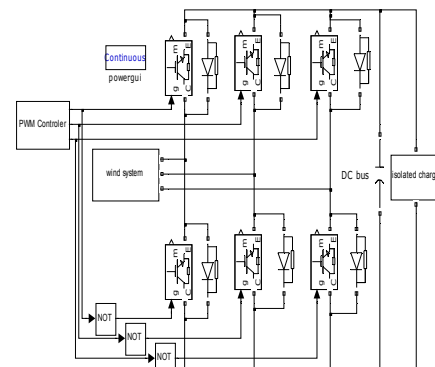 E
m
g
C
E
m
g
C
E
m
g
C
Continuous
powergui
PWM Controler
wind system
DC bus
isolated charg
E
m
g
C
E
m
g
C
E
m
g
C
NOT
NOT
NOT